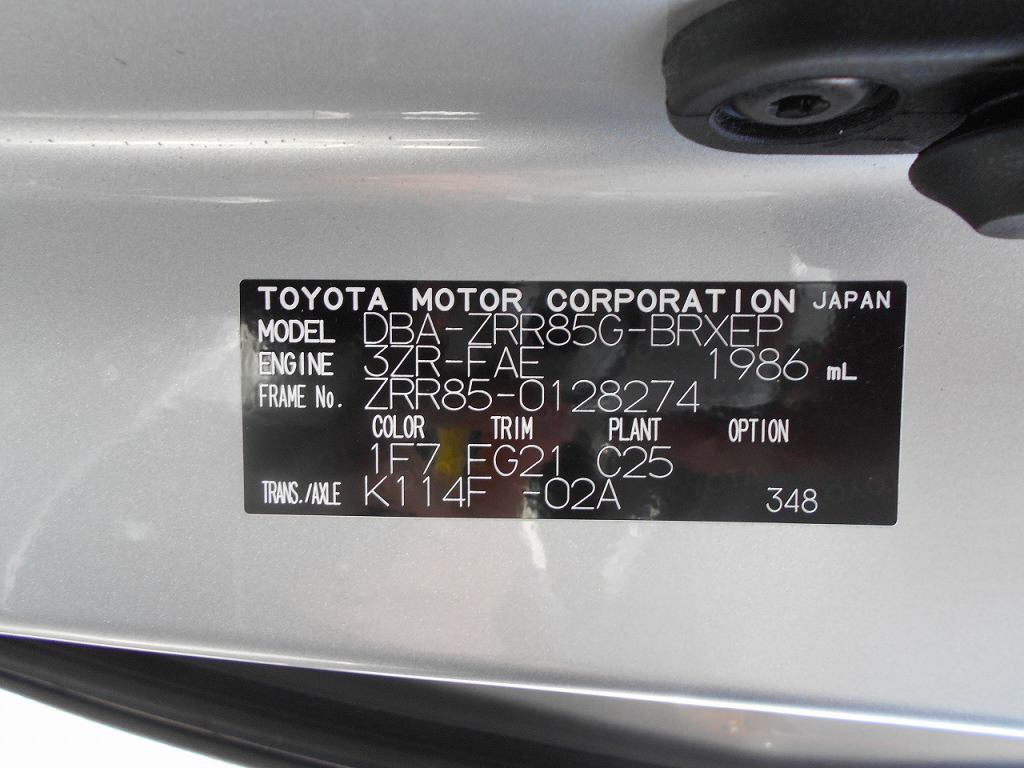 TOYOTA MOTOR CORPORATION JAPAN
MODEL DBA-ZRR85G-BRXEP
ENGINE 3ZR-FAE 1986 mL
FRAME No. ZRR85-0128274
COLOR TRIM PLANT OPTION
1F7 FG21 C25
TRANS./AXLE K114F -02A 348